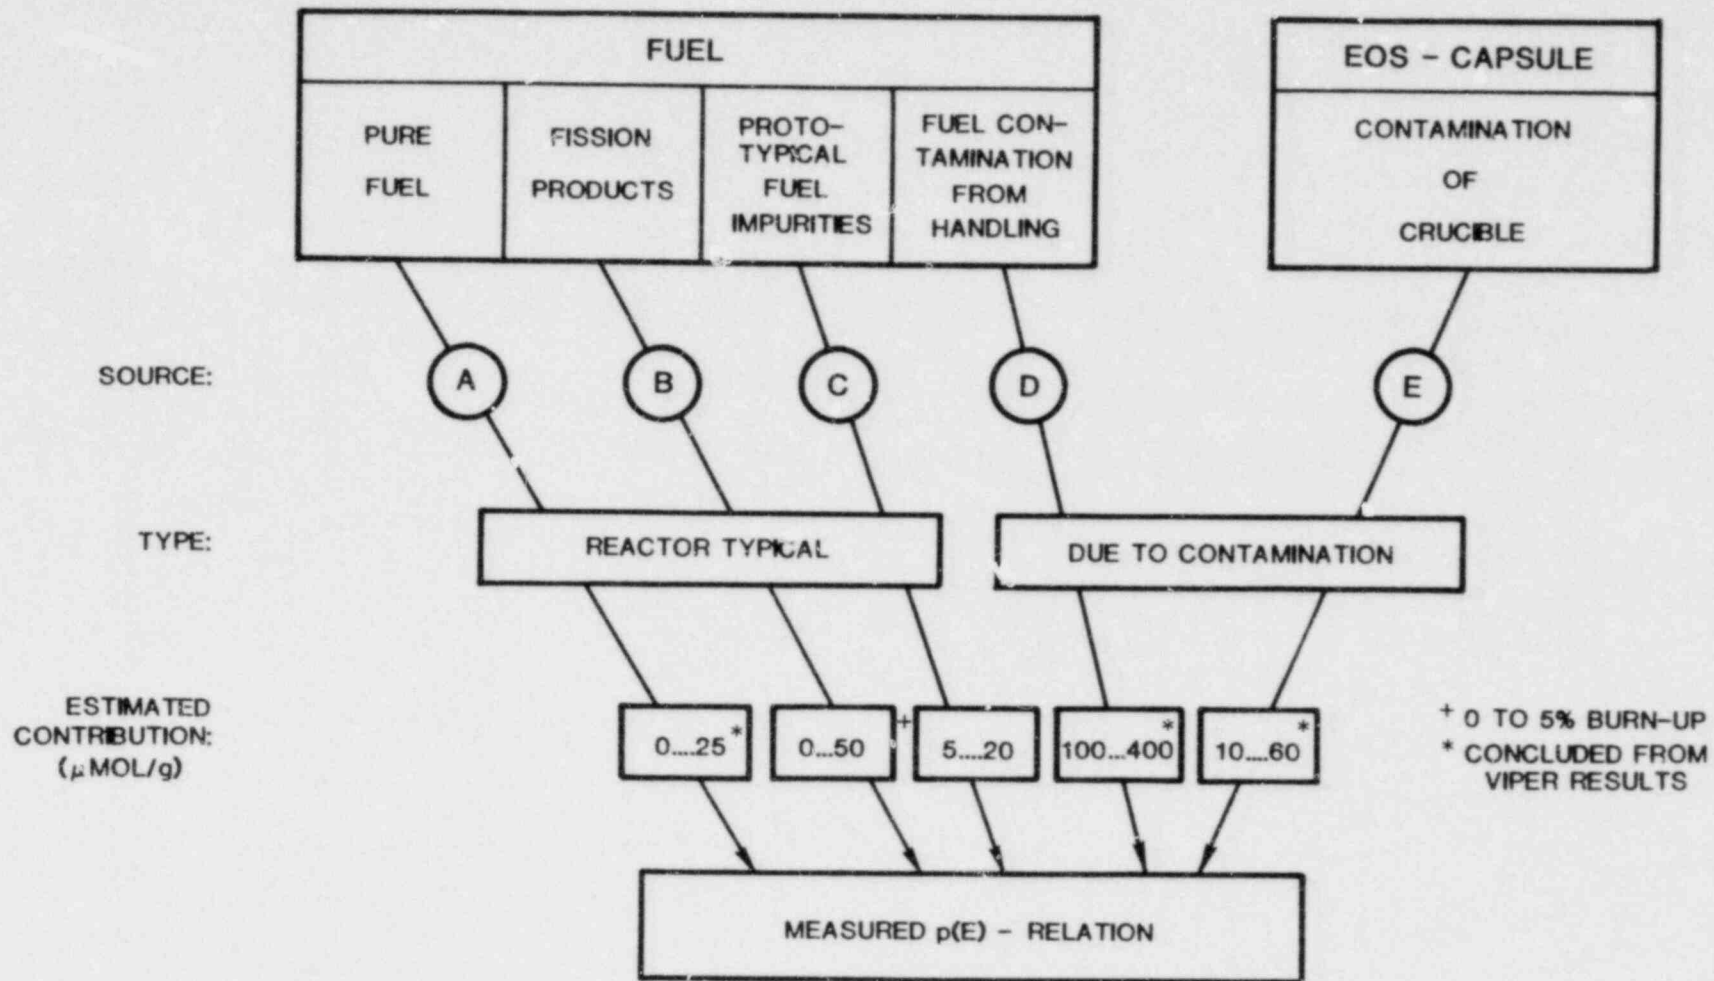 FUEL
EOS - CAPSULE
PURE
FUEL
FISSION
PRODUCTS
PROTO-
TYPICAL
FUEL
IMPURITIES
FUEL CON-
TAMINATION
FROM
HANDLING
CONTAMINATION
OF
CRUCIBLE
SOURCE:
A
B
C
D
E
TYPE:
REACTOR TYPICAL
DUE TO CONTAMINATION
ESTIMATED
CONTRIBUTION:
(μMOL/g)
0....25*
0...50 +
5....20
100...400*
10....60*
+ 0 TO 5% BURN-UP
* CONCLUDED FROM
VIPER RESULTS
MEASURED p(E) - RELATION